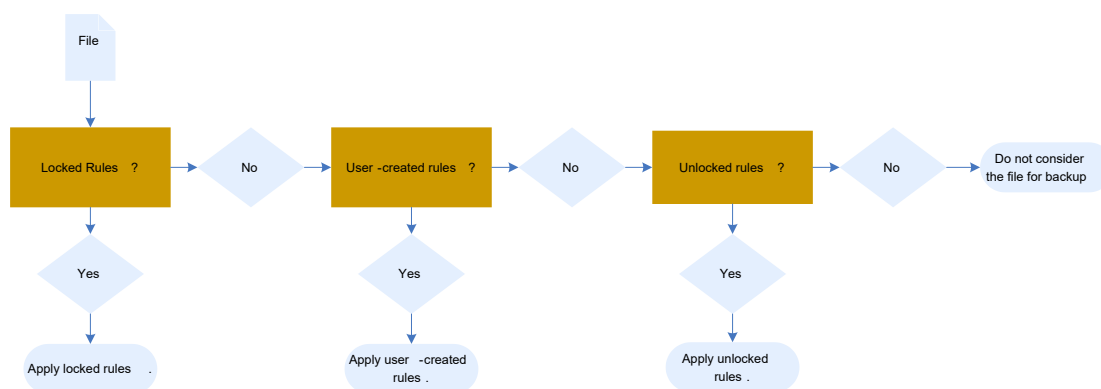 File
Locked Rules ?
No
User -created rules ?
No
Unlocked rules ?
No
Do not consider
the file for backup
Yes
Yes
Yes
Apply locked rules .
Apply user -created
rules .
Apply unlocked
rules .